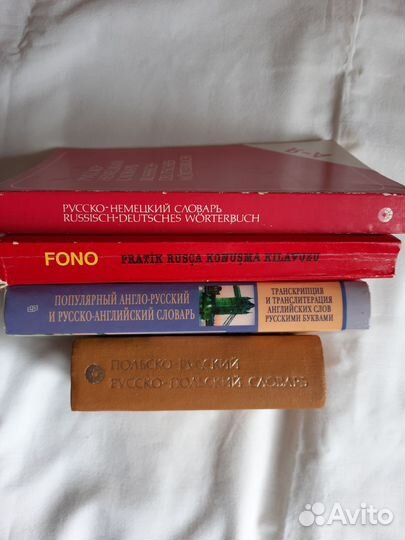 РУССКО-НЕМЕЦКИЙ СЛОВАРЬ
RUSSISCH-DEUTSCHES WÖRTERBUCH
FONO PRATİK RUSÇA KONUŞMA KILAVUZU
ПОПУЛЯРНЫЙ АНГЛО-РУССКИЙ
И РУССКО-АНГЛИЙСКИЙ СЛОВАРЬ
ТРАНСКРИПЦИЯ
И ТРАНСЛИТЕРАЦИЯ
АНГЛИЙСКИХ СЛОВ
РУССКИМИ БУКВАМИ
ПОЛЬСКО-РУССКИЙ
РУССКО-ПОЛЬСКИЙ СЛОВАРЬ
Avito